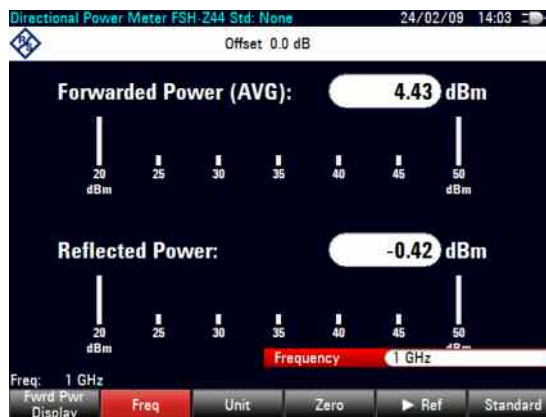 Directional Power Meter FSH-Z44 Std: None 24/02/09 14:03
R&S Offset 0.0 dB
Forwarded Power (AVG): 4.43 dBm
20 25 30 35 40 45 50
dBm dBm
Reflected Power: -0.42 dBm
20 25 30 35 40 45 50
dBm dBm
Frequency 1 GHz
Freq: 1 GHz
Fwrd Pwr Display Freq Unit Zero ▶ Ref Standard